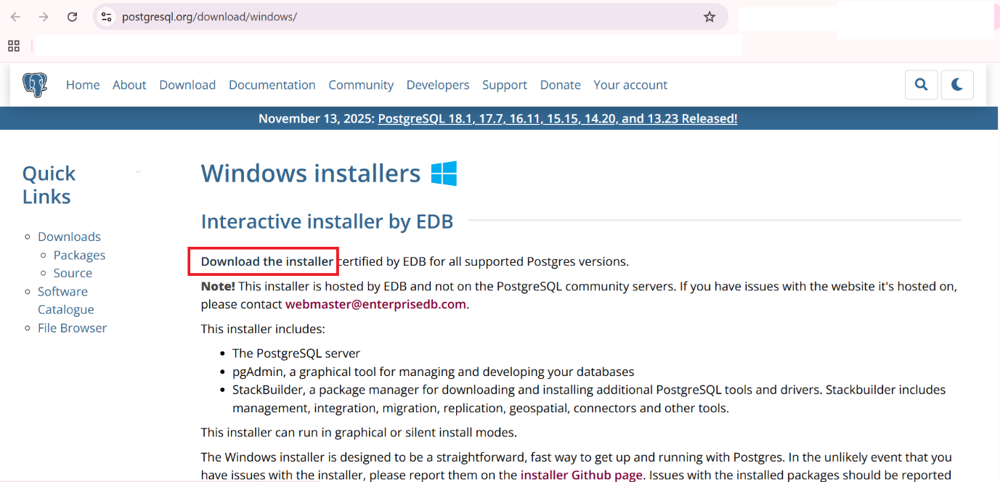 postgresql.org/download/windows/
Home About Download Documentation Community Developers Support Donate Your account
November 13, 2025: PostgreSQL 18.1, 17.7, 16.11, 15.15, 14.20, and 13.23 Released!
Quick
Links
Downloads
Packages
Source
Software
Catalogue
File Browser
Windows installers
Interactive installer by EDB
Download the installer certified by EDB for all supported Postgres versions.
Note! This installer is hosted by EDB and not on the PostgreSQL community servers. If you have issues with the website it's hosted on,
please contact webmaster@enterprisedb.com.
This installer includes:
The PostgreSQL server
pgAdmin, a graphical tool for managing and developing your databases
StackBuilder, a package manager for downloading and installing additional PostgreSQL tools and drivers. Stackbuilder includes
management, integration, migration, replication, geospatial, connectors and other tools.
This installer can run in graphical or silent install modes.
The Windows installer is designed to be a straightforward, fast way to get up and running with Postgres. In the unlikely event that you
have issues with the installer, please report them on the installer Github page. Issues with the installed packages should be reported